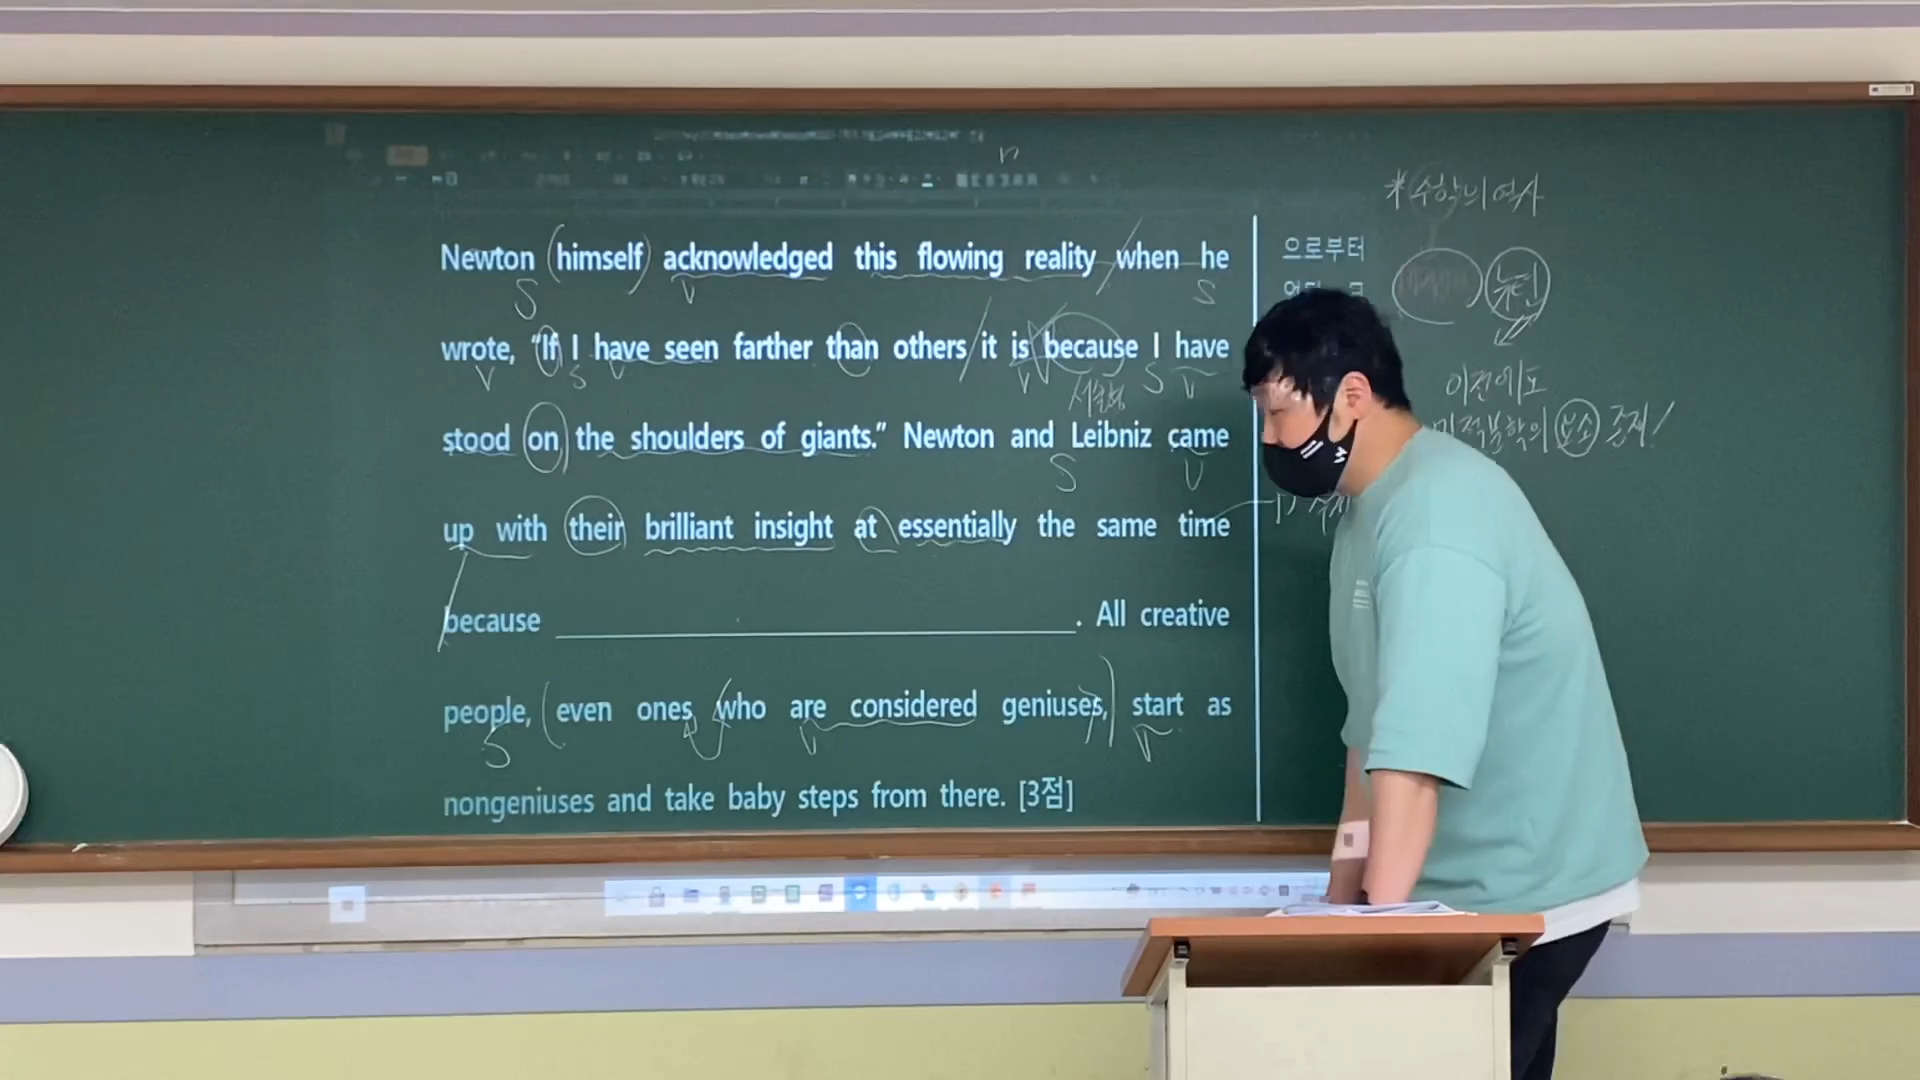 Newton himself acknowledged this flowing reality when he
wrote, “If I have seen farther than others it is because I have
stood on the shoulders of giants.” Newton and Leibniz came
up with their brilliant insight at essentially the same time
because ____________________. All creative
people, even ones who are considered geniuses, start as
nongeniuses and take baby steps from there. [3점]
S V S
V S V V S V
서술형
S V
S V V
으로부터
*수학의 역사
뉴턴
이전에도
미적분학의 요소 존재!